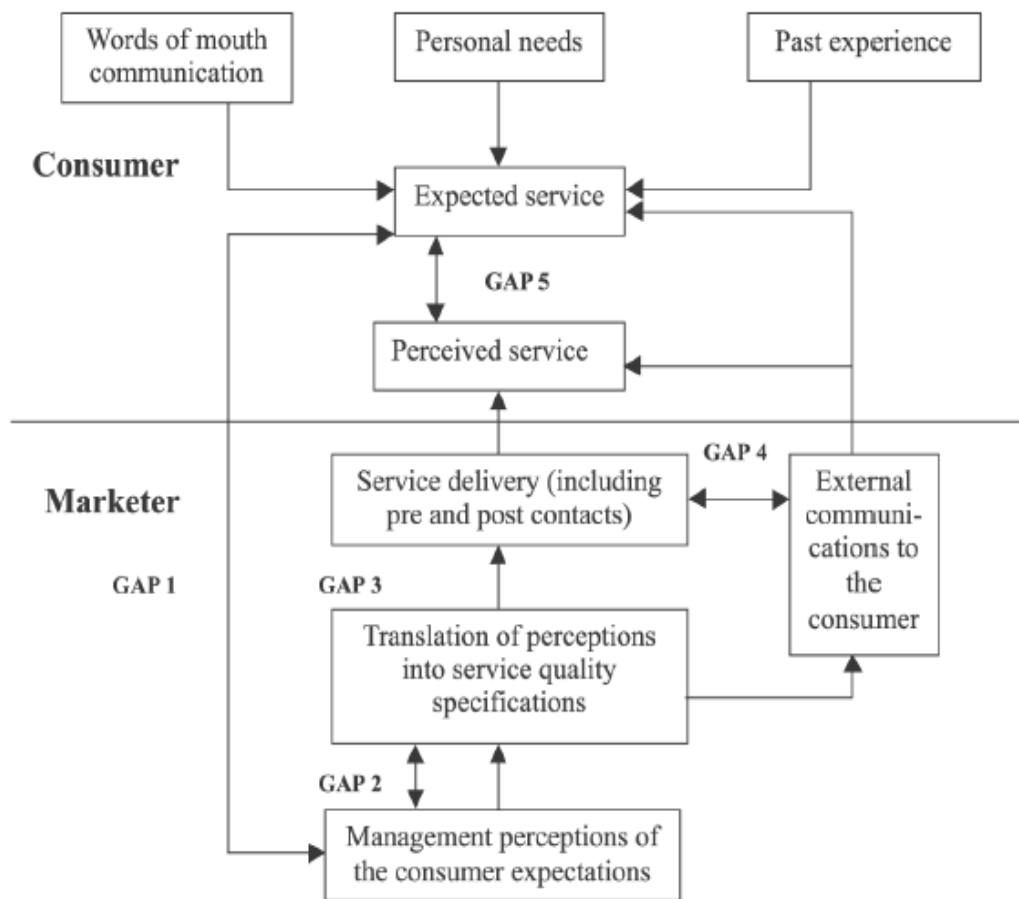 Words of mouth
communication
Personal needs
Past experience
Consumer
Expected service
GAP 5
Perceived service
Marketer
Service delivery (including
pre and post contacts)
GAP 4
External
communi-
cations to
the
consumer
GAP 1
GAP 3
Translation of perceptions
into service quality
specifications
GAP 2
Management perceptions of
the consumer expectations